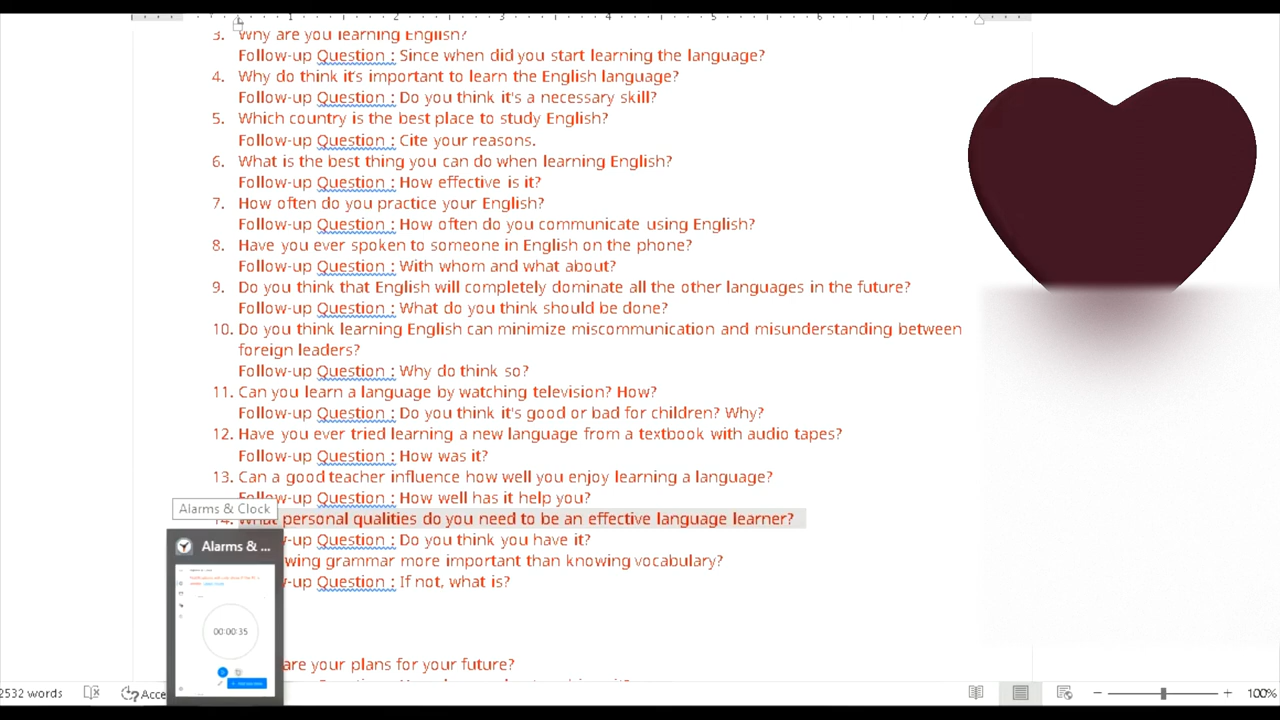 1 2 3 4 5 6 7
3. Why are you learning English?
Follow-up Question : Since when did you start learning the language?
4. Why do think it's important to learn the English language?
Follow-up Question : Do you think it's a necessary skill?
5. Which country is the best place to study English?
Follow-up Question : Cite your reasons.
6. What is the best thing you can do when learning English?
Follow-up Question : How effective is it?
7. How often do you practice your English?
Follow-up Question : How often do you communicate using English?
8. Have you ever spoken to someone in English on the phone?
Follow-up Question : With whom and what about?
9. Do you think that English will completely dominate all the other languages in the future?
Follow-up Question : What do you think should be done?
10. Do you think learning English can minimize miscommunication and misunderstanding between
foreign leaders?
Follow-up Question : Why do think so?
11. Can you learn a language by watching television? How?
Follow-up Question : Do you think it's good or bad for children? Why?
12. Have you ever tried learning a new language from a textbook with audio tapes?
Follow-up Question : How was it?
13. Can a good teacher influence how well you enjoy learning a language?
Follow-up Question : How well has it help you?
Alarms & Clock
14. What personal qualities do you need to be an effective language learner?
-up Question : Do you think you have it?
Alarms & ...
wing grammar more important than knowing vocabulary?
-up Question : If not, what is?
00:00:35
are your plans for your future?
2532 words
Acce
100%